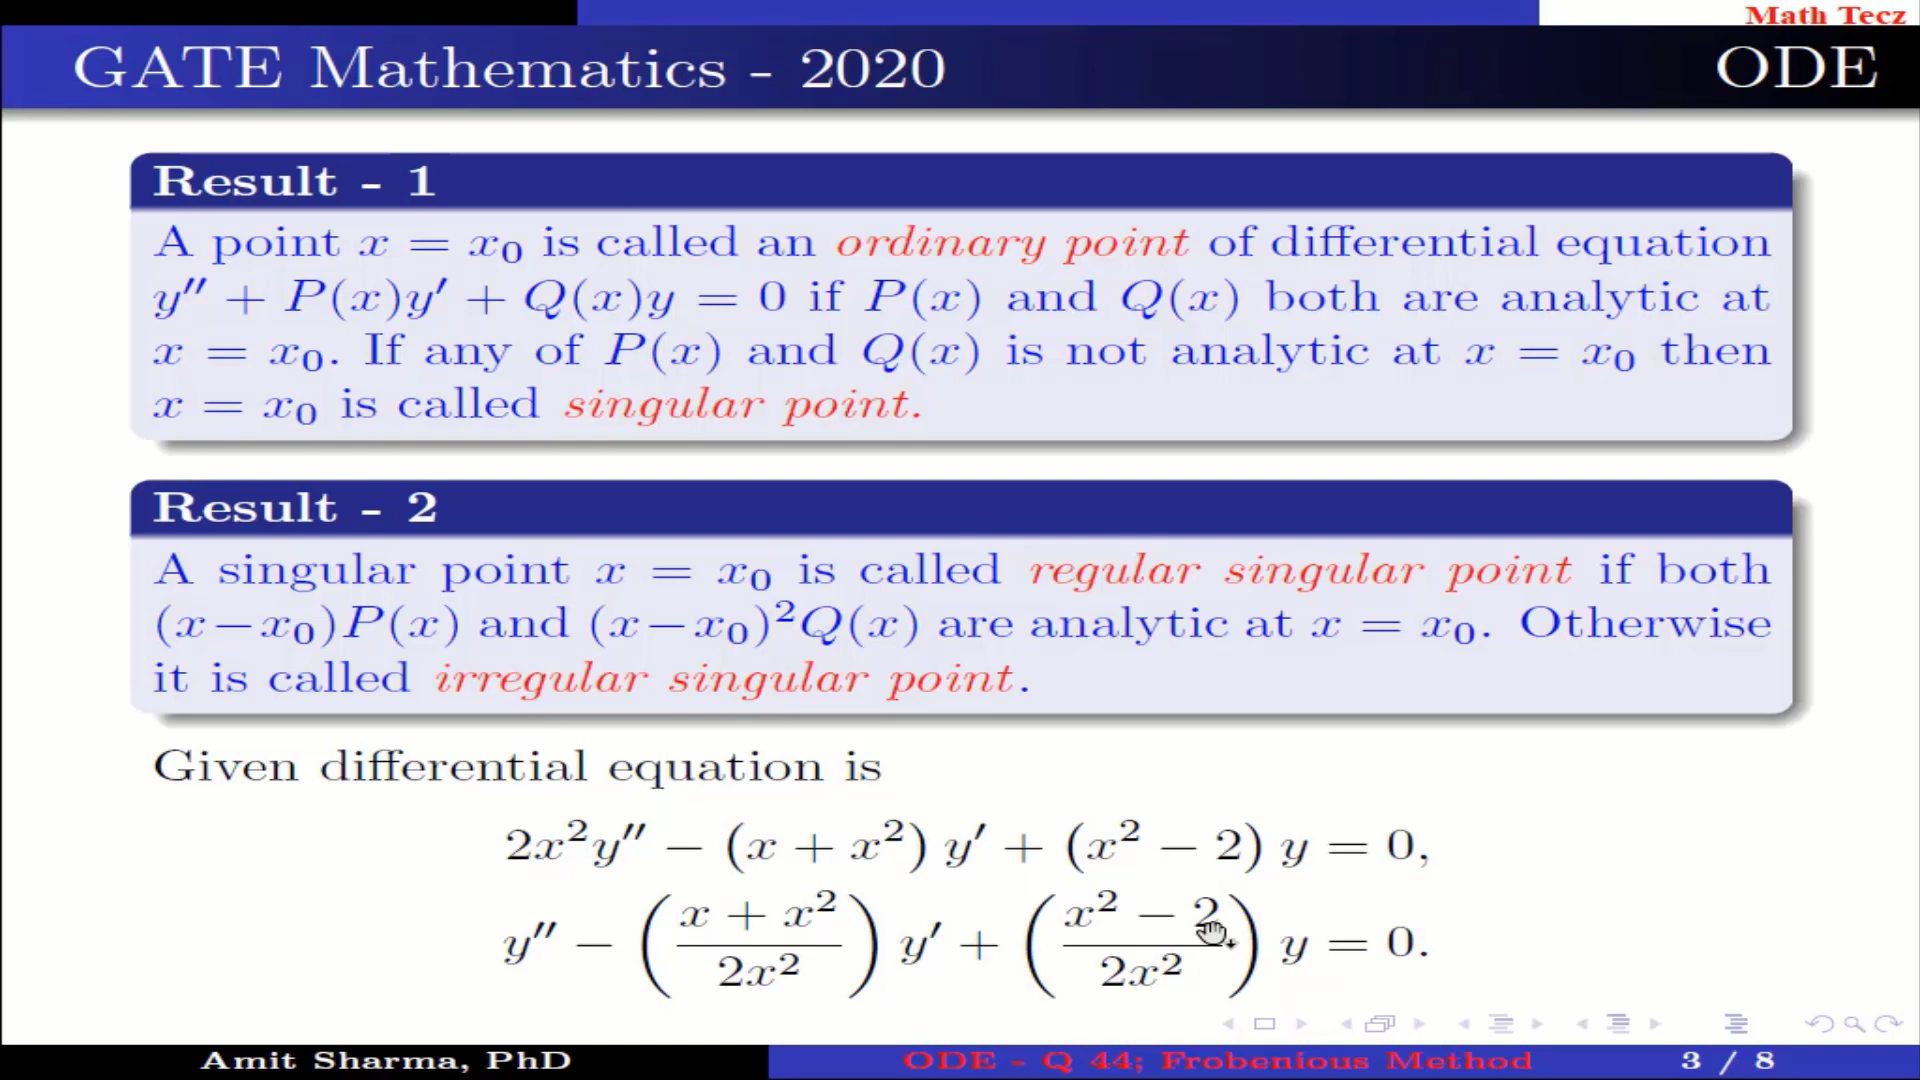 Math Tecz
GATE Mathematics - 2020 ODE
Result - 1
A point x = x₀ is called an ordinary point of differential equation
y″ + P(x)y′ + Q(x)y = 0 if P(x) and Q(x) both are analytic at
x = x₀. If any of P(x) and Q(x) is not analytic at x = x₀ then
x = x₀ is called singular point.
Result - 2
A singular point x = x₀ is called regular singular point if both
(x−x₀)P(x) and (x−x₀)²Q(x) are analytic at x = x₀. Otherwise
it is called irregular singular point.
Given differential equation is
2x²y″ − (x + x²) y′ + (x² − 2) y = 0,
y″ − ((x + x²)/(2x²)) y′ + ((x² − 2)/(2x²)) y = 0.
Amit Sharma, PhD ODE - Q 44; Frobenious Method 3 / 8